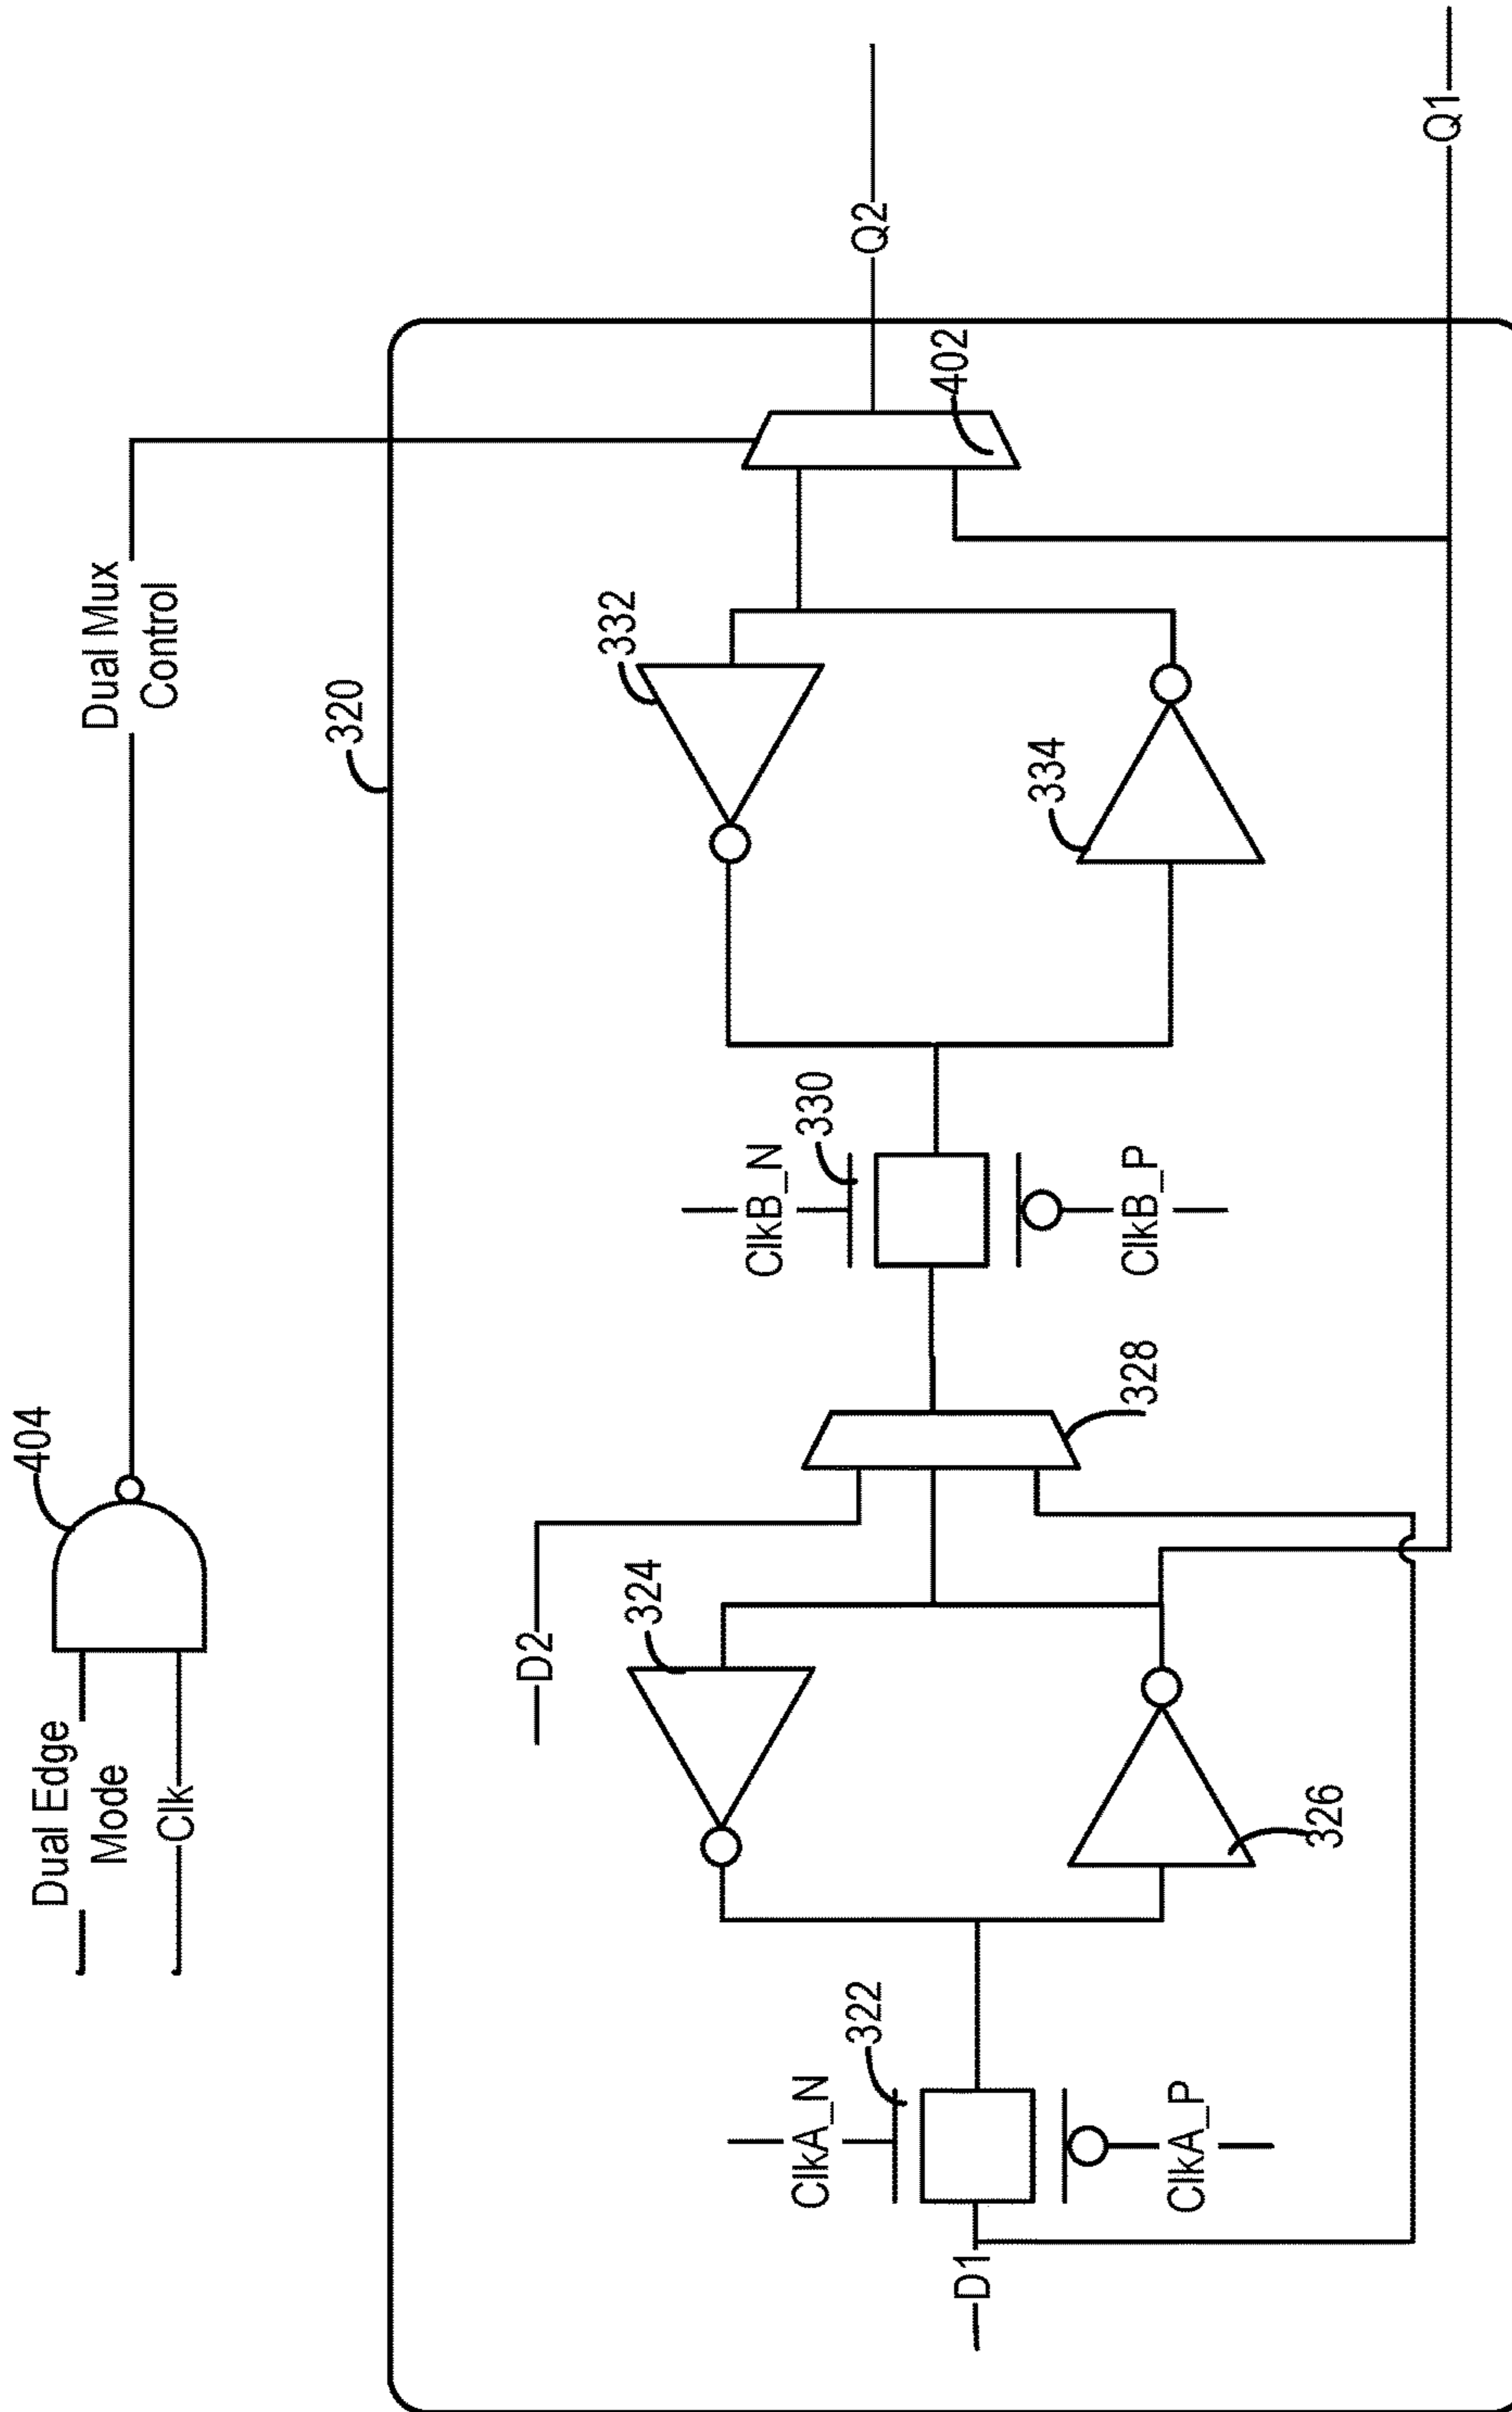 Dual Edge
Mode
Clk
404
Dual Mux
Control
320
D1
ClkA_N
322
ClkA_P
324
326
D2
328
ClkB_N
330
ClkB_P
332
334
402
Q2
Q1